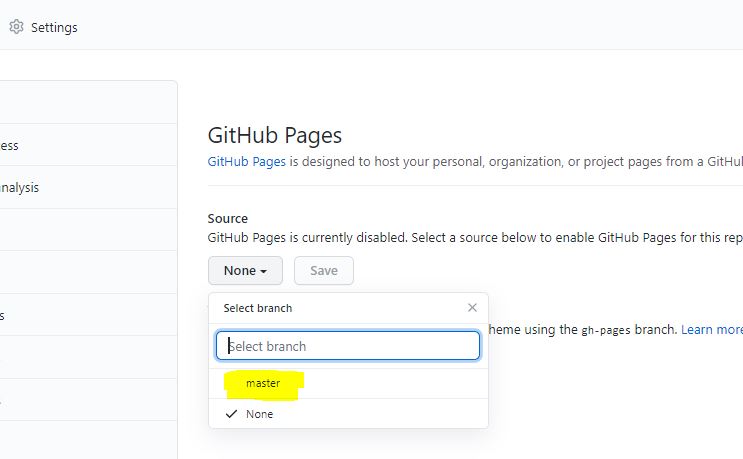 Settings
ess
nalysis
s
GitHub Pages
GitHub Pages is designed to host your personal, organization, or project pages from a GitHu
Source
GitHub Pages is currently disabled. Select a source below to enable GitHub Pages for this rep
None
Save
Select branch
heme using the gh-pages branch. Learn more
Select branch
master
None